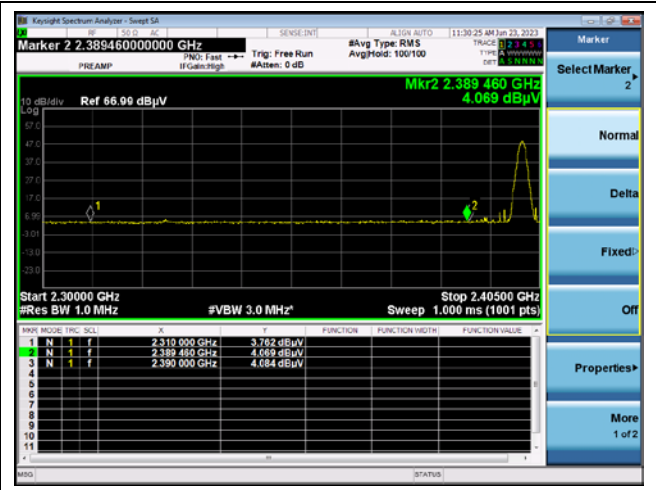 Keysight Spectrum Analyzer - Swept SA
RF 50 Ω AC SENSE:INT ALIGN AUTO 11:30:25 AM Jun 23, 2023
Marker 2 2.389460000000 GHz
PREAMP
PNO: Fast
IFGain:High
Trig: Free Run
#Atten: 0 dB
#Avg Type: RMS
Avg|Hold: 100/100
TRACE 1 2 3 4 5 6
TYPE A WWWWW
DET A S N N N N
Mkr2 2.389 460 GHz
4.069 dBµV
10 dB/div Ref 66.99 dBµV
Log
57.0
47.0
37.0
27.0
17.0
6.99
-3.01
-13.0
-23.0
1
2
Start 2.30000 GHz Stop 2.40500 GHz
#Res BW 1.0 MHz #VBW 3.0 MHz* Sweep 1.000 ms (1001 pts)
MKR MODE TRC SCL X Y FUNCTION FUNCTION WIDTH FUNCTION VALUE
1 N 1 f 2.310 000 GHz 3.762 dBµV
2 N 1 f 2.389 460 GHz 4.069 dBµV
3 N 1 f 2.390 000 GHz 4.084 dBµV
4
5
6
7
8
9
10
11
MSG STATUS
Marker
Select Marker
2
Normal
Delta
Fixed
Off
Properties
More
1 of 2